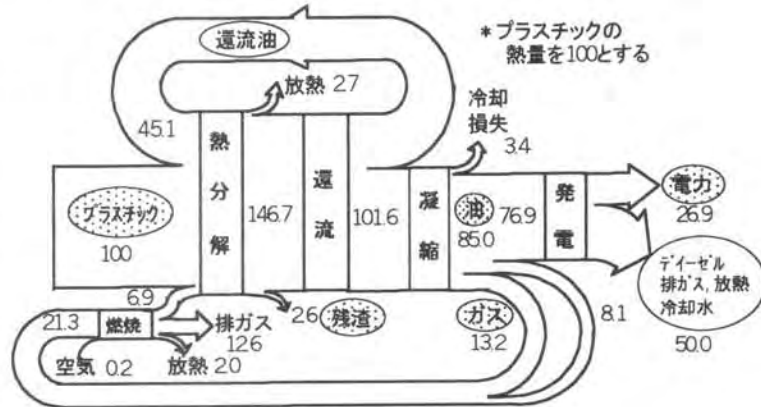 還流油
*プラスチックの
熱量を100とする
放熱 2.7
冷却
損失
3.4
45.1
熱分解
還流
凝縮
発電
プラスチック
100
146.7
101.6
油
85.0
76.9
電力
26.9
ディーゼル
排ガス,放熱
冷却水
50.0
6.9
21.3
燃焼
排ガス
12.6
2.6
残渣
ガス
13.2
8.1
空気 0.2
放熱 2.0